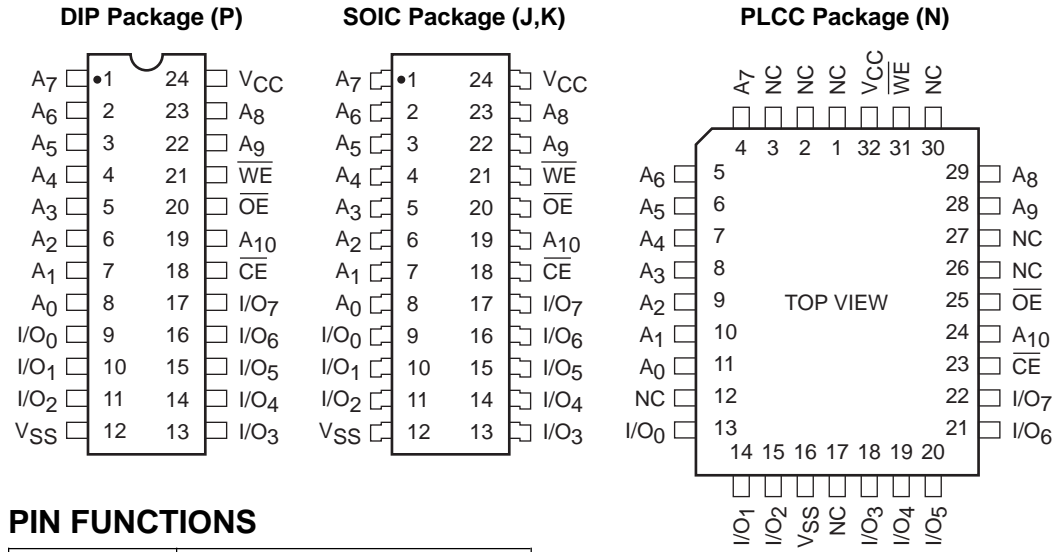 DIP Package (P)
A7 1 24 VCC
A6 2 23 A8
A5 3 22 A9
A4 4 21 WE
A3 5 20 OE
A2 6 19 A10
A1 7 18 CE
A0 8 17 I/O7
I/O0 9 16 I/O6
I/O1 10 15 I/O5
I/O2 11 14 I/O4
VSS 12 13 I/O3
SOIC Package (J,K)
A7 1 24 VCC
A6 2 23 A8
A5 3 22 A9
A4 4 21 WE
A3 5 20 OE
A2 6 19 A10
A1 7 18 CE
A0 8 17 I/O7
I/O0 9 16 I/O6
I/O1 10 15 I/O5
I/O2 11 14 I/O4
VSS 12 13 I/O3
PLCC Package (N)
A7 NC NC NC VCC WE NC
4 3 2 1 32 31 30
A6 5 29 A8
A5 6 28 A9
A4 7 27 NC
A3 8 26 NC
A2 9 TOP VIEW 25 OE
A1 10 24 A10
A0 11 23 CE
NC 12 22 I/O7
I/O0 13 21 I/O6
14 15 16 17 18 19 20
I/O1 I/O2 VSS NC I/O3 I/O4 I/O5
PIN FUNCTIONS